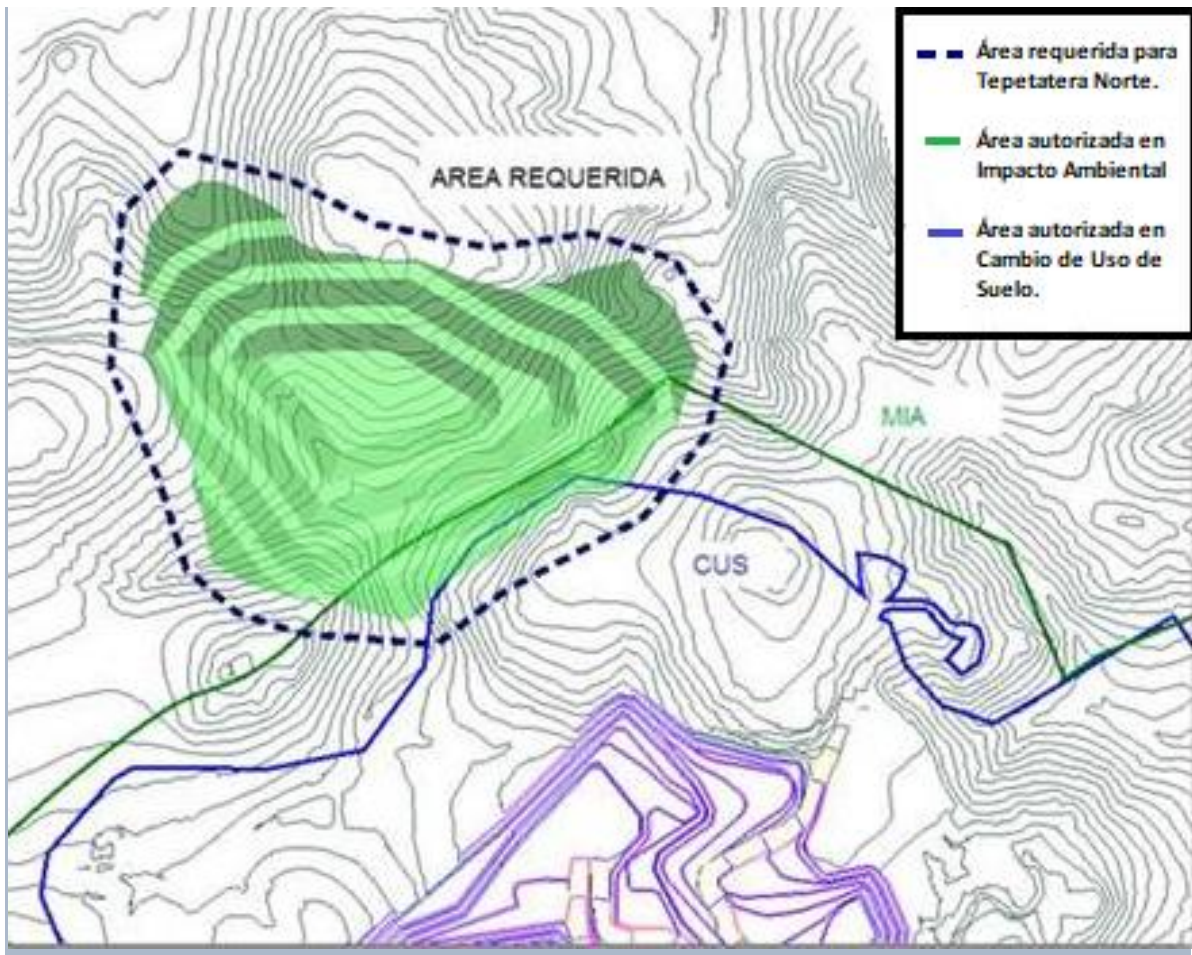 Área requerida para
Tepetatera Norte.
Área autorizada en
Impacto Ambiental
Área autorizada en
Cambio de Uso de
Suelo.
AREA REQUERIDA
MIA
CUS